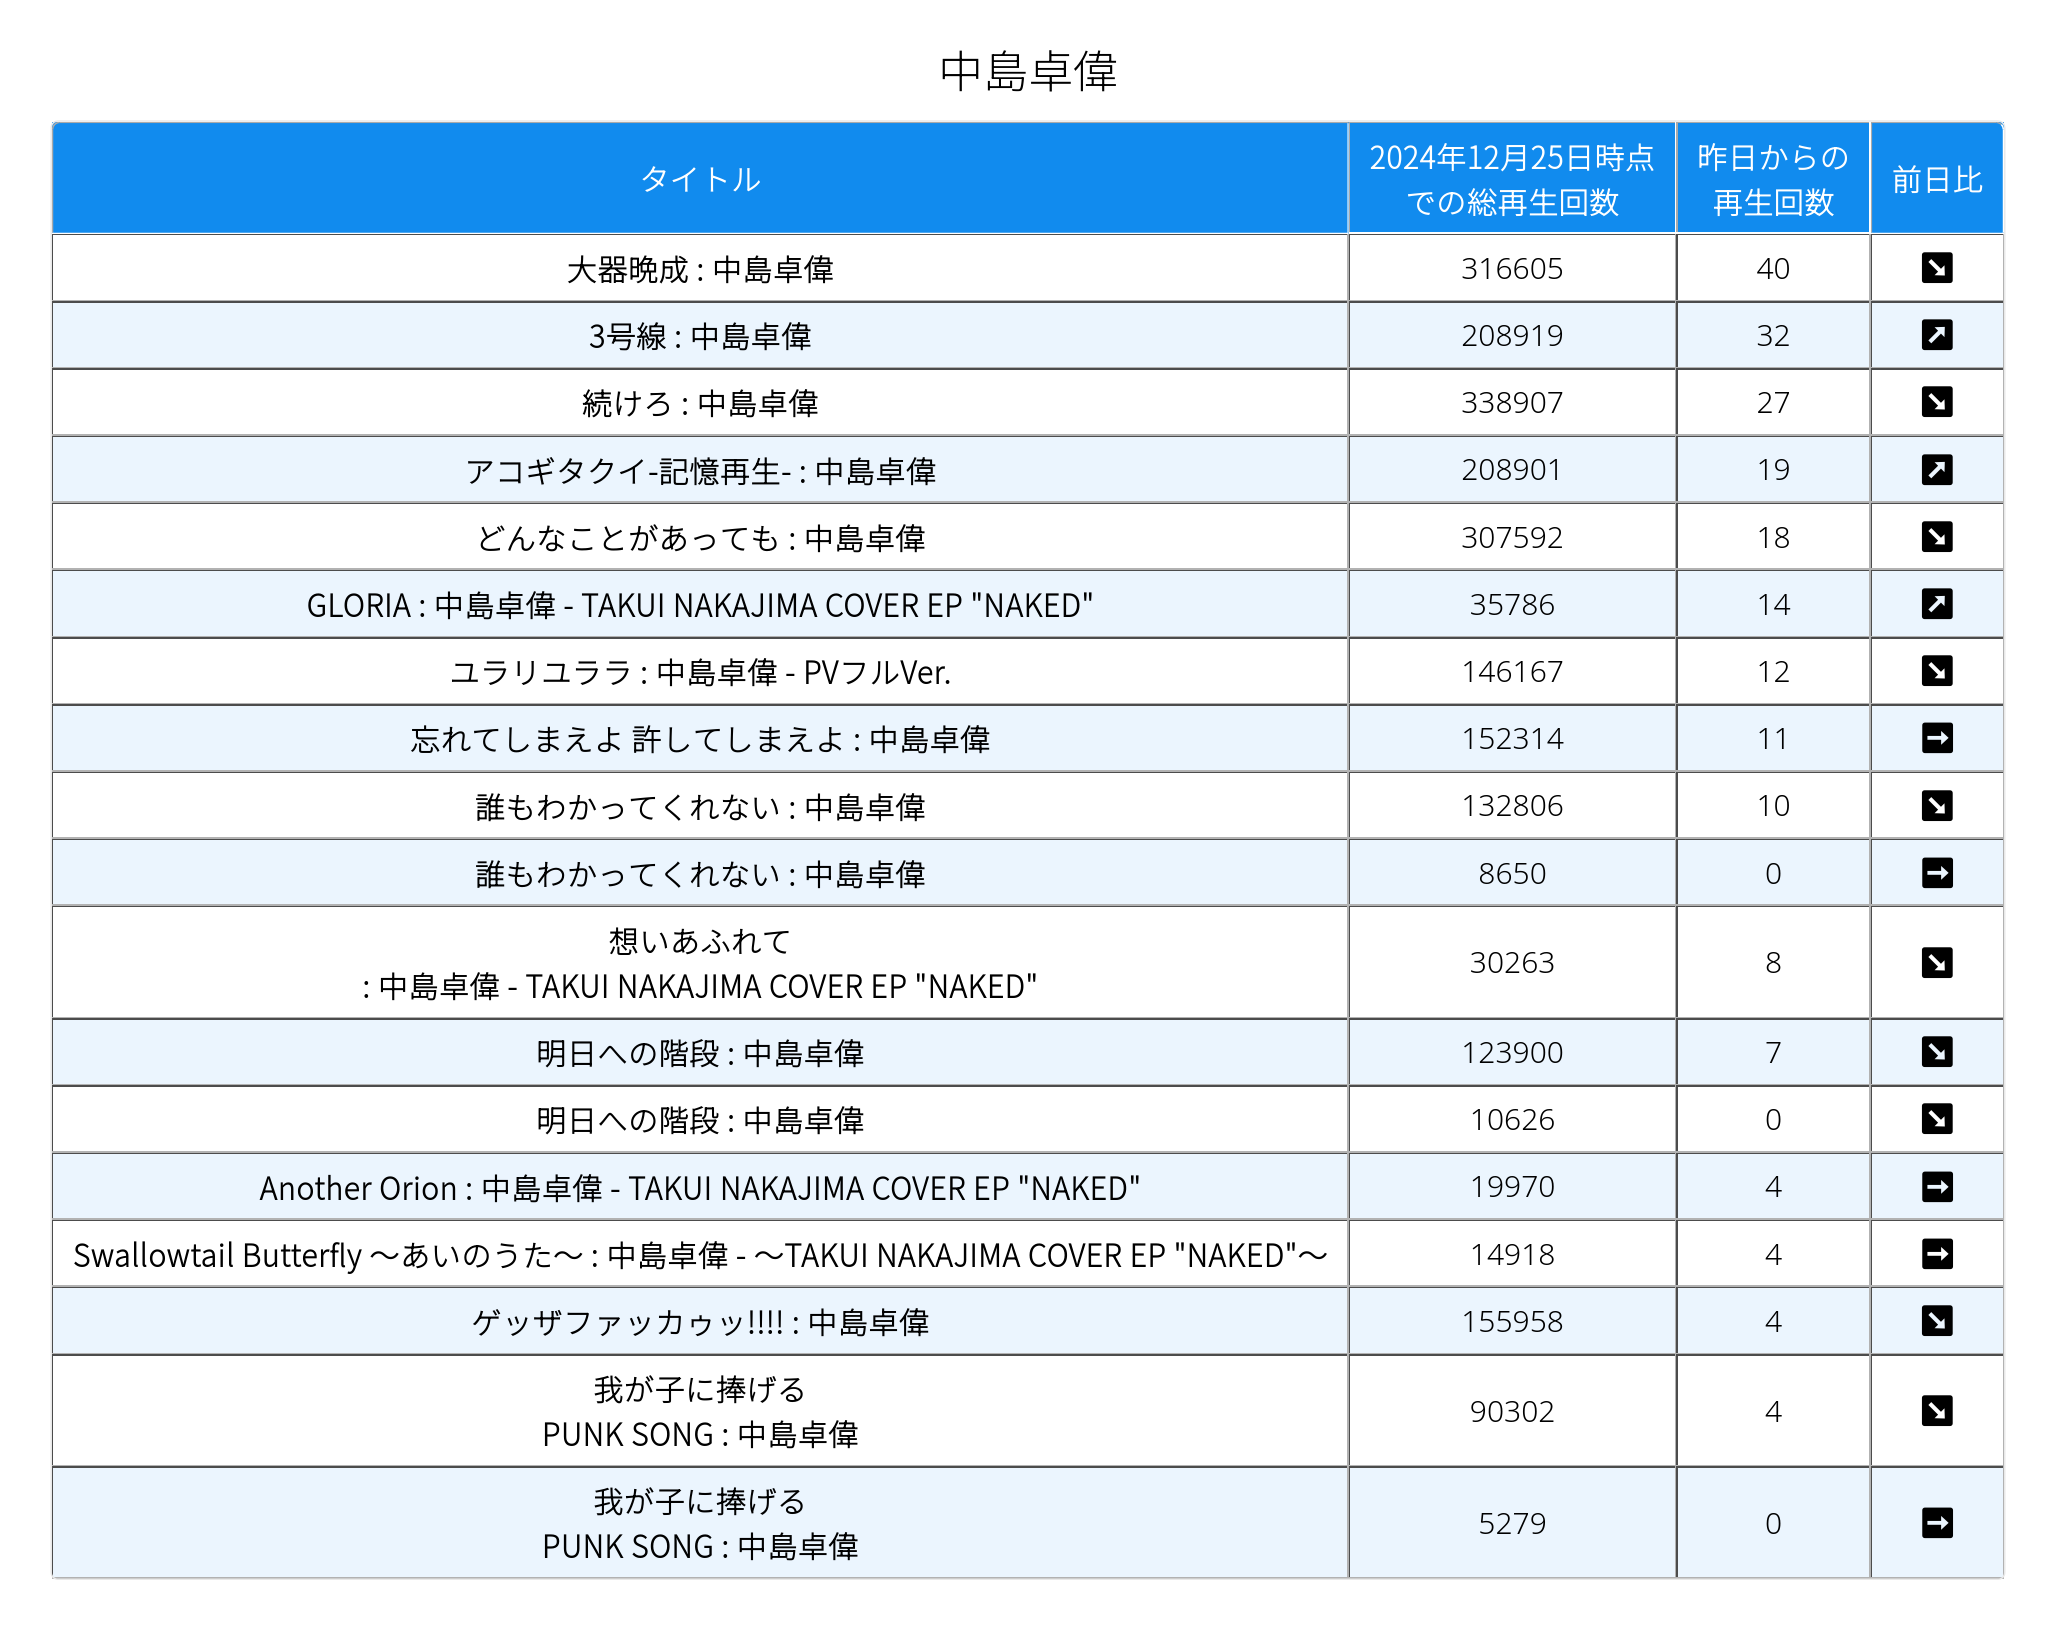 中島卓偉
タイトル
2024年12月25日時点
での総再生回数
昨日からの
再生回数
前日比
大器晩成 : 中島卓偉 316605 40 ↘
3号線 : 中島卓偉 208919 32 ↗
続けろ : 中島卓偉 338907 27 ↘
アコギタクイ-記憶再生- : 中島卓偉 208901 19 ↗
どんなことがあっても : 中島卓偉 307592 18 ↘
GLORIA : 中島卓偉 - TAKUI NAKAJIMA COVER EP "NAKED" 35786 14 ↗
ユラリユララ : 中島卓偉 - PVフルVer. 146167 12 ↘
忘れてしまえよ 許してしまえよ : 中島卓偉 152314 11 →
誰もわかってくれない : 中島卓偉 132806 10 ↘
誰もわかってくれない : 中島卓偉 8650 0 →
想いあふれて
: 中島卓偉 - TAKUI NAKAJIMA COVER EP "NAKED" 30263 8 ↘
明日への階段 : 中島卓偉 123900 7 ↘
明日への階段 : 中島卓偉 10626 0 ↘
Another Orion : 中島卓偉 - TAKUI NAKAJIMA COVER EP "NAKED" 19970 4 →
Swallowtail Butterfly ～あいのうた～ : 中島卓偉 - ～TAKUI NAKAJIMA COVER EP "NAKED"～ 14918 4 →
ゲッザファッカゥッ!!!! : 中島卓偉 155958 4 ↘
我が子に捧げる
PUNK SONG : 中島卓偉 90302 4 ↘
我が子に捧げる
PUNK SONG : 中島卓偉 5279 0 →